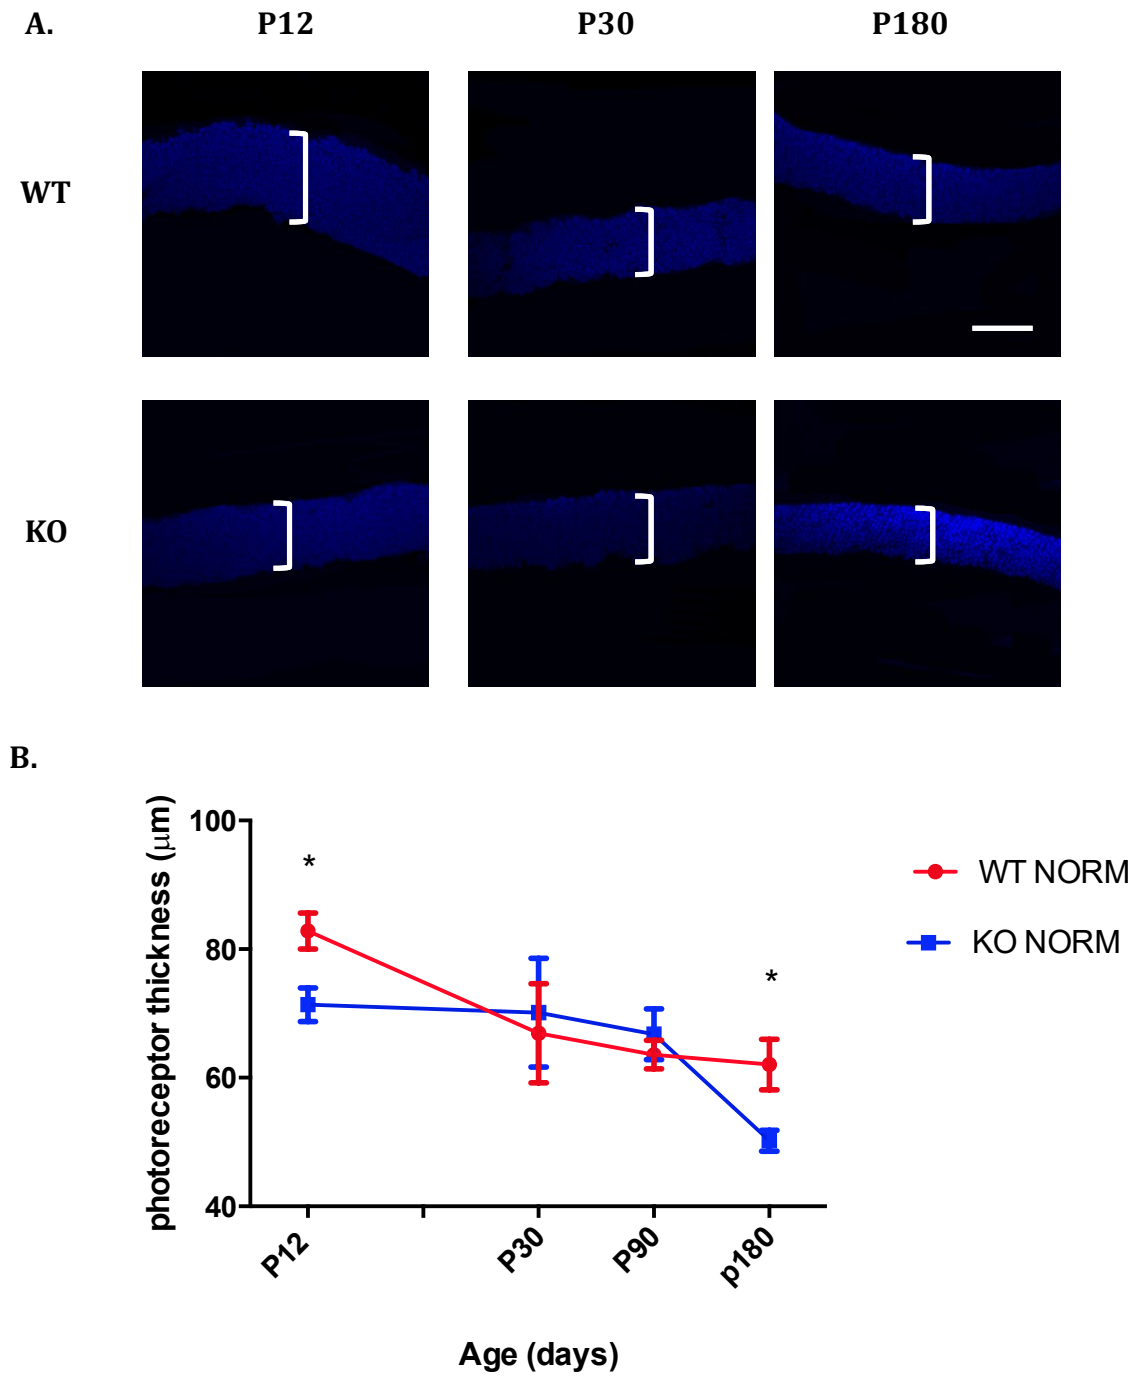 A.
P12 P30 P180
WT
KO
B.
photoreceptor thickness (μm)
100
80
60
40
*
*
WT NORM
KO NORM
P12 P30 P90 p180
Age (days)